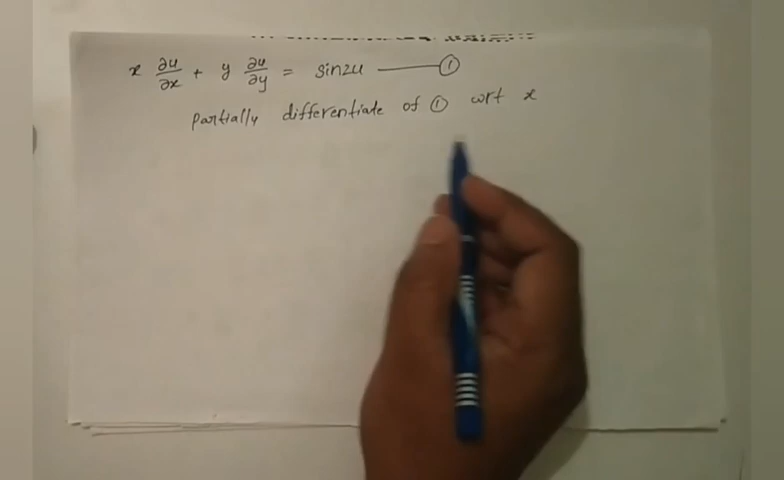 x ∂u/∂x + y ∂u/∂y = sin2u —— ①
Partially differentiate of ① wrt x